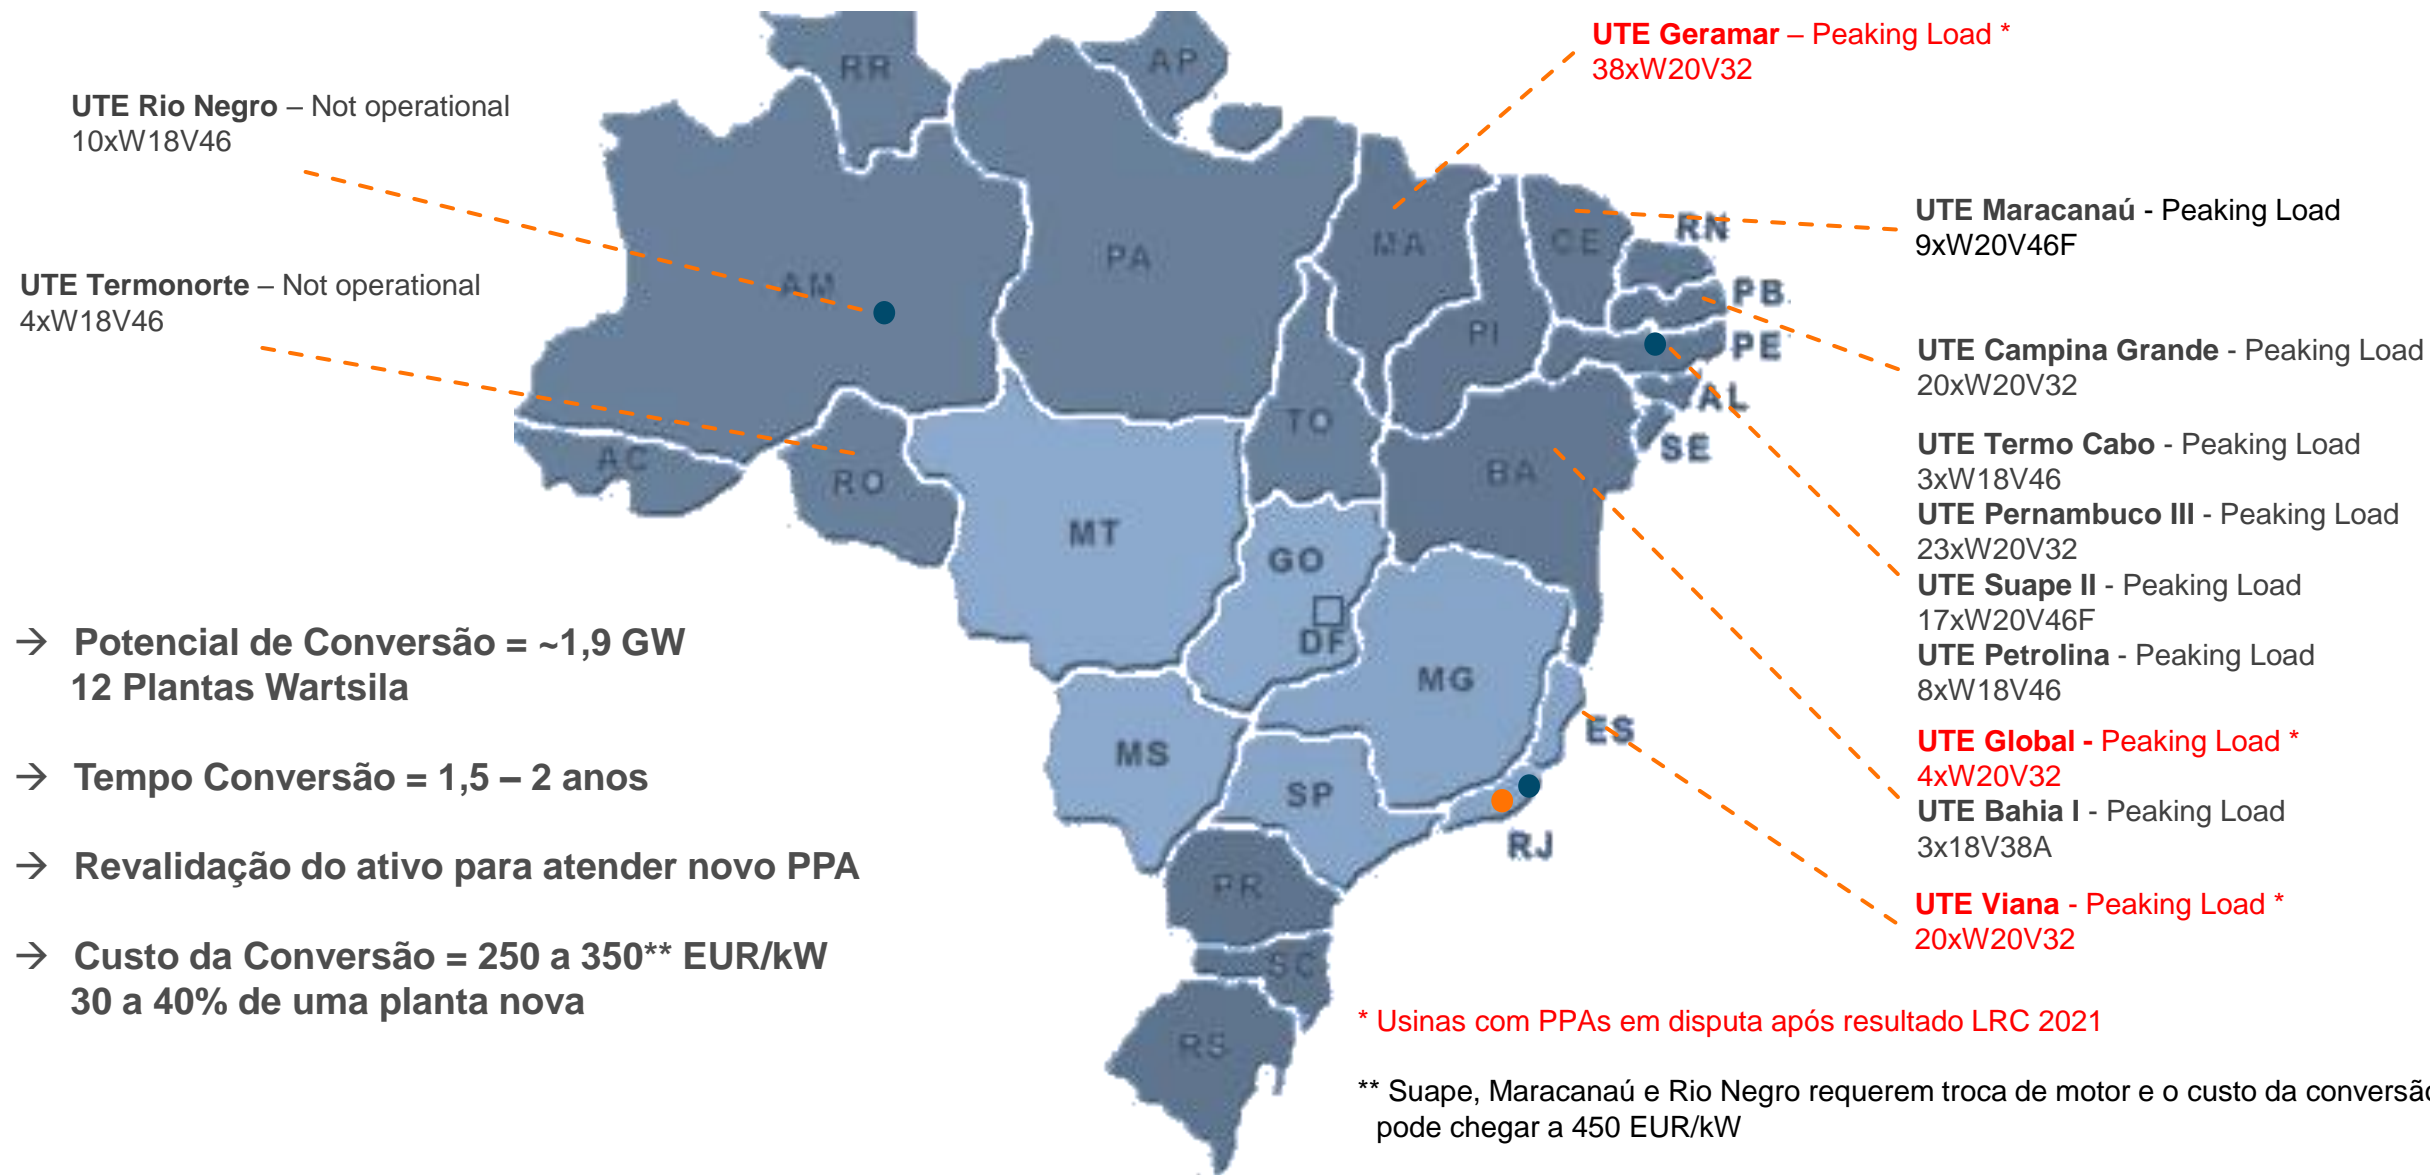 UTE Rio Negro – Not operational
10xW18V46
UTE Termonorte – Not operational
4xW18V46
UTE Geramar – Peaking Load *
38xW20V32
UTE Maracanaú - Peaking Load
9xW20V46F
UTE Campina Grande - Peaking Load
20xW20V32
UTE Termo Cabo - Peaking Load
3xW18V46
UTE Pernambuco III - Peaking Load
23xW20V32
UTE Suape II - Peaking Load
17xW20V46F
UTE Petrolina - Peaking Load
8xW18V46
UTE Global - Peaking Load *
4xW20V32
UTE Bahia I - Peaking Load
3x18V38A
UTE Viana - Peaking Load *
20xW20V32
RR
AP
AM
PA
MA
CE
RN
PB
PI
PE
AL
SE
TO
BA
AC
RO
MT
GO
DF
MG
ES
MS
SP
RJ
PR
SC
RS
→ Potencial de Conversão = ~1,9 GW
12 Plantas Wartsila
→ Tempo Conversão = 1,5 – 2 anos
→ Revalidação do ativo para atender novo PPA
→ Custo da Conversão = 250 a 350** EUR/kW
30 a 40% de uma planta nova
* Usinas com PPAs em disputa após resultado LRC 2021
** Suape, Maracanaú e Rio Negro requerem troca de motor e o custo da conversão
pode chegar a 450 EUR/kW